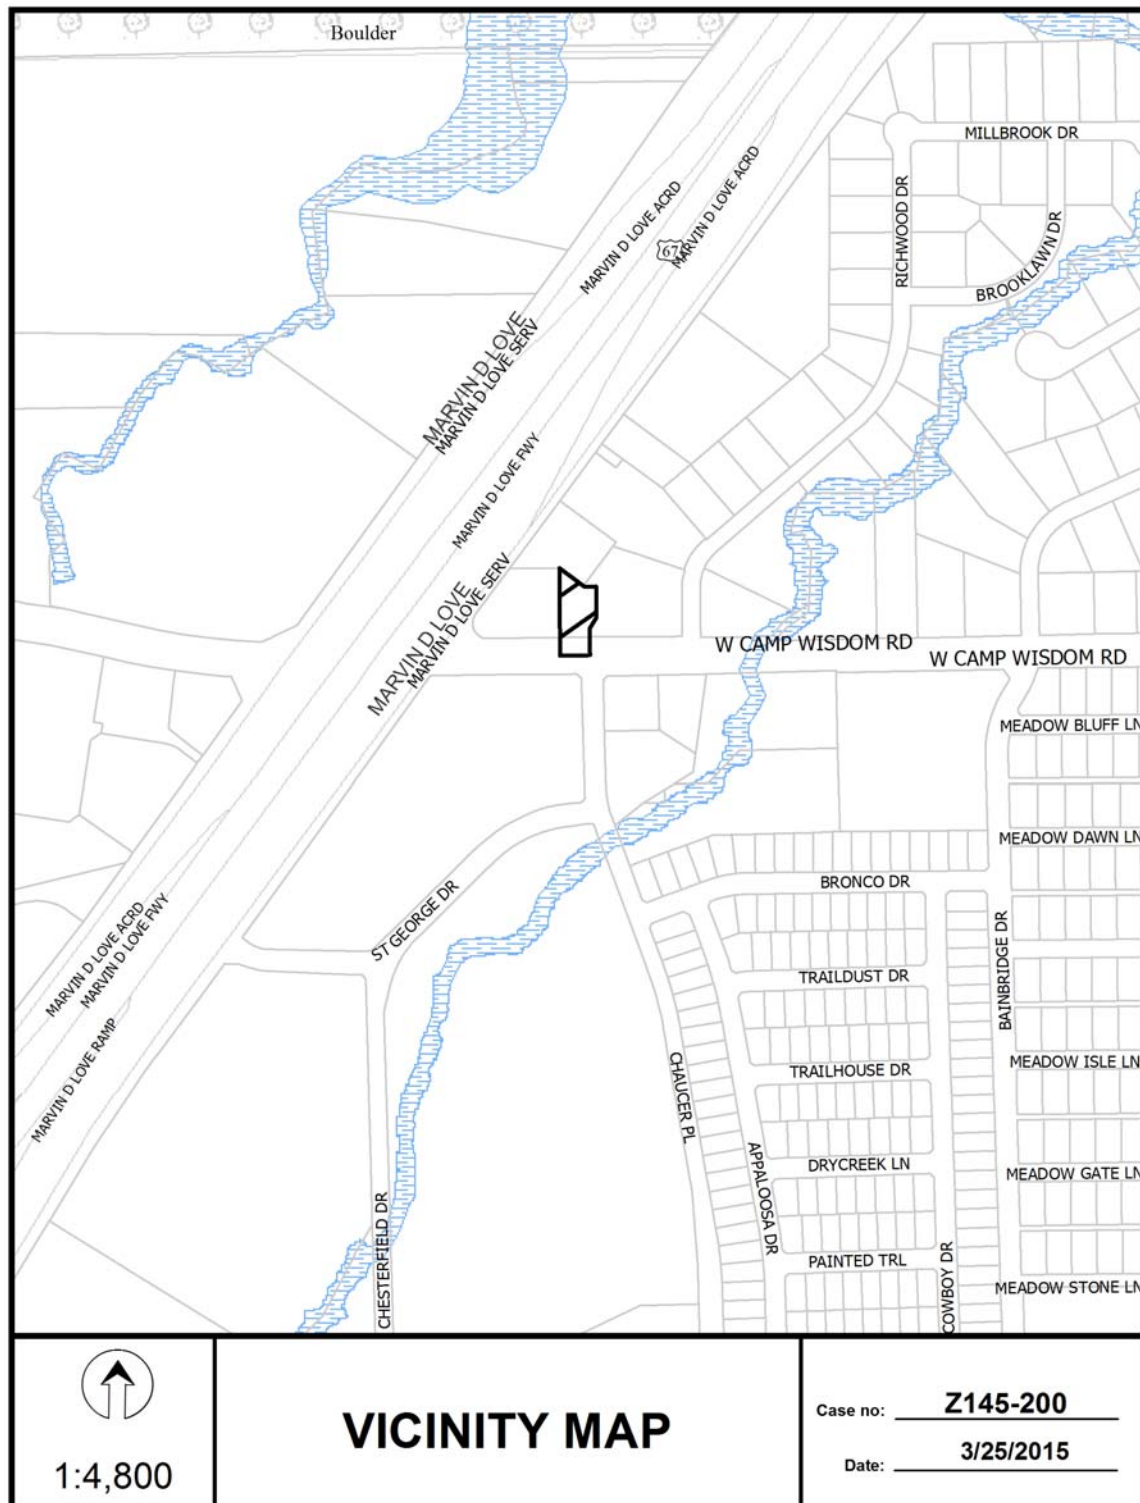 Boulder
MILLBROOK DR
RICHWOOD DR
BROOKLAWN DR
MARVIN D LOVE ACRD
67
MARVIN D LOVE ACRD
MARVIN D LOVE
MARVIN D LOVE SERV
MARVIN D LOVE FWY
MARVIN D LOVE
MARVIN D LOVE SERV
W CAMP WISDOM RD
W CAMP WISDOM RD
MEADOW BLUFF LN
MEADOW DAWN LN
BRONCO DR
ST GEORGE DR
MARVIN D LOVE ACRD
MARVIN D LOVE FWY
MARVIN D LOVE RAMP
TRAILDUST DR
BAINBRIDGE DR
TRAILHOUSE DR
MEADOW ISLE LN
CHAUCER PL
DRYCREEK LN
MEADOW GATE LN
APPALOOSA DR
CHESTERFIELD DR
PAINTED TRL
COWBOY DR
MEADOW STONE LN
1:4,800
VICINITY MAP
Case no: Z145-200
Date: 3/25/2015